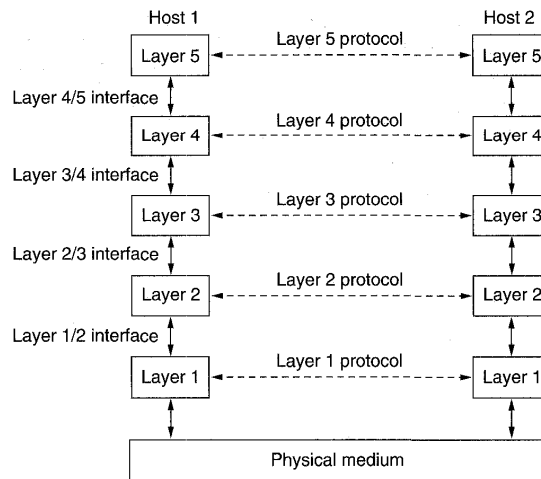 Host 1 Host 2
Layer 5 Layer 5 protocol Layer 5
Layer 4/5 interface
Layer 4 Layer 4 protocol Layer 4
Layer 3/4 interface
Layer 3 Layer 3 protocol Layer 3
Layer 2/3 interface
Layer 2 Layer 2 protocol Layer 2
Layer 1/2 interface
Layer 1 Layer 1 protocol Layer 1
Physical medium